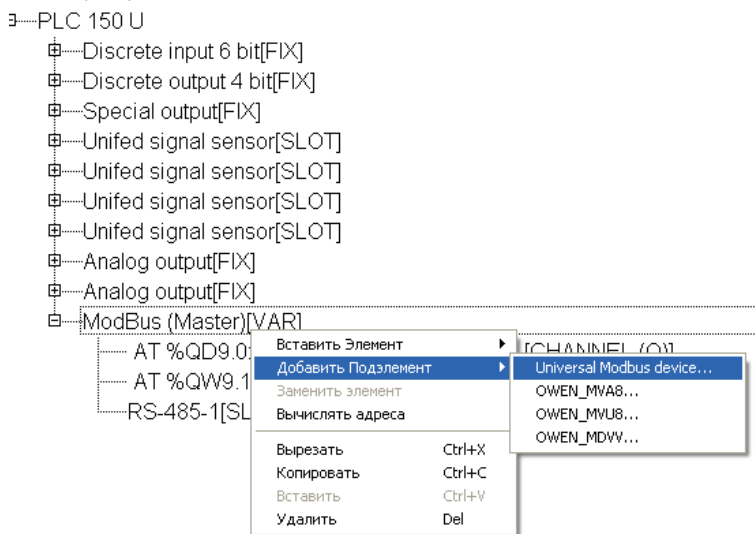 PLC 150 U
Discrete input 6 bit[FIX]
Discrete output 4 bit[FIX]
Special output[FIX]
Unifed signal sensor[SLOT]
Unifed signal sensor[SLOT]
Unifed signal sensor[SLOT]
Unifed signal sensor[SLOT]
Analog output[FIX]
Analog output[FIX]
ModBus (Master)[VAR]
AT %QD9.0:
AT %QW9.1
RS-485-1[SL
Вставить Элемент
Добавить Подэлемент
Заменить элемент
Вычислять адреса
Вырезать Ctrl+X
Копировать Ctrl+C
Вставить Ctrl+V
Удалить Del
[CHANNEL (Q)]
Universal Modbus device...
OWEN_MVA8...
OWEN_MVU8...
OWEN_MDVV...